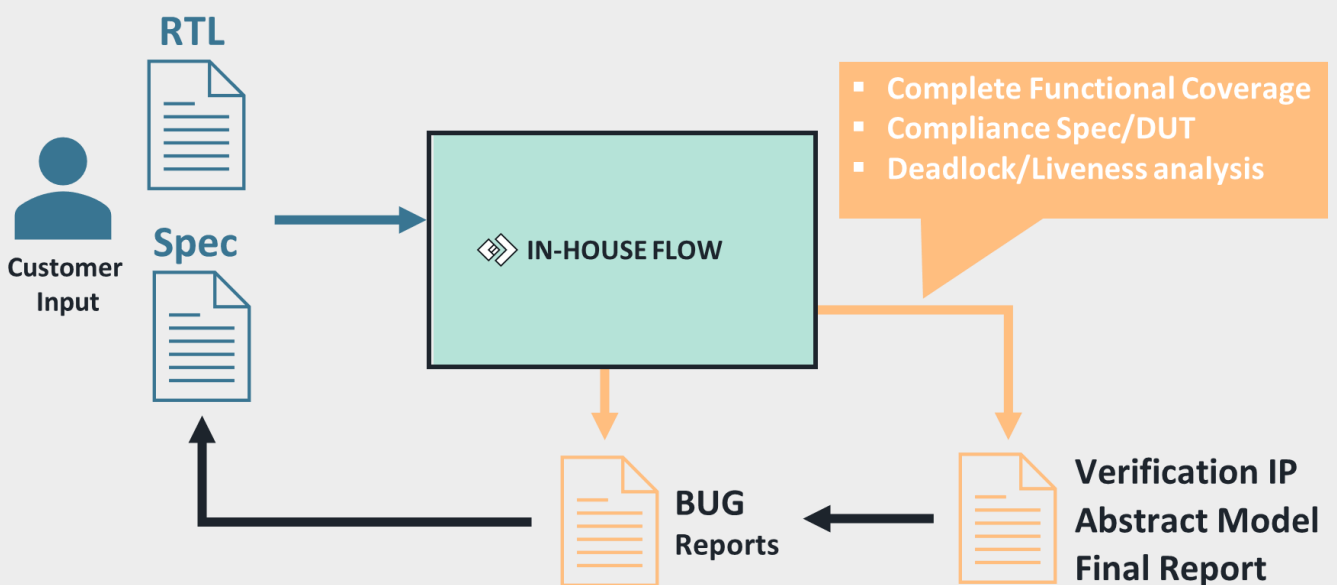 RTL
Spec
Customer
Input
IN-HOUSE FLOW
▪ Complete Functional Coverage
▪ Compliance Spec/DUT
▪ Deadlock/Liveness analysis
BUG
Reports
Verification IP
Abstract Model
Final Report